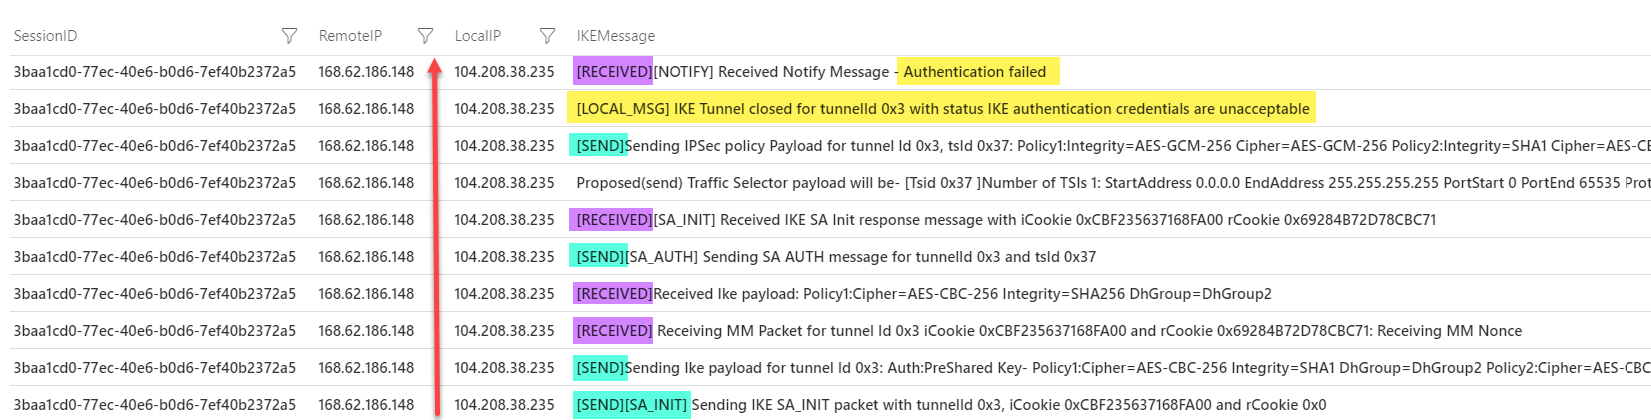 SessionID RemoteIP LocalIP IKEMessage
3baa1cd0-77ec-40e6-b0d6-7ef40b2372a5 168.62.186.148 104.208.38.235 [RECEIVED][NOTIFY] Received Notify Message - Authentication failed
3baa1cd0-77ec-40e6-b0d6-7ef40b2372a5 168.62.186.148 104.208.38.235 [LOCAL_MSG] IKE Tunnel closed for tunnelId 0x3 with status IKE authentication credentials are unacceptable
3baa1cd0-77ec-40e6-b0d6-7ef40b2372a5 168.62.186.148 104.208.38.235 [SEND]Sending IPSec policy Payload for tunnel Id 0x3, tsId 0x37: Policy1:Integrity=AES-GCM-256 Cipher=AES-GCM-256 Policy2:Integrity=SHA1 Cipher=AES-CB
3baa1cd0-77ec-40e6-b0d6-7ef40b2372a5 168.62.186.148 104.208.38.235 Proposed(send) Traffic Selector payload will be- [Tsid 0x37 ]Number of TSIs 1: StartAddress 0.0.0.0 EndAddress 255.255.255.255 PortStart 0 PortEnd 65535 Prot
3baa1cd0-77ec-40e6-b0d6-7ef40b2372a5 168.62.186.148 104.208.38.235 [RECEIVED][SA_INIT] Received IKE SA Init response message with iCookie 0xCBF235637168FA00 rCookie 0x69284B72D78CBC71
3baa1cd0-77ec-40e6-b0d6-7ef40b2372a5 168.62.186.148 104.208.38.235 [SEND][SA_AUTH] Sending SA AUTH message for tunnelId 0x3 and tsId 0x37
3baa1cd0-77ec-40e6-b0d6-7ef40b2372a5 168.62.186.148 104.208.38.235 [RECEIVED]Received Ike payload: Policy1:Cipher=AES-CBC-256 Integrity=SHA256 DhGroup=DhGroup2
3baa1cd0-77ec-40e6-b0d6-7ef40b2372a5 168.62.186.148 104.208.38.235 [RECEIVED] Receiving MM Packet for tunnel Id 0x3 iCookie 0xCBF235637168FA00 and rCookie 0x69284B72D78CBC71: Receiving MM Nonce
3baa1cd0-77ec-40e6-b0d6-7ef40b2372a5 168.62.186.148 104.208.38.235 [SEND]Sending Ike payload for tunnel Id 0x3: Auth:PreShared Key- Policy1:Cipher=AES-CBC-256 Integrity=SHA1 DhGroup=DhGroup2 Policy2:Cipher=AES-CBC
3baa1cd0-77ec-40e6-b0d6-7ef40b2372a5 168.62.186.148 104.208.38.235 [SEND][SA_INIT] Sending IKE SA_INIT packet with tunnelId 0x3, iCookie 0xCBF235637168FA00 and rCookie 0x0